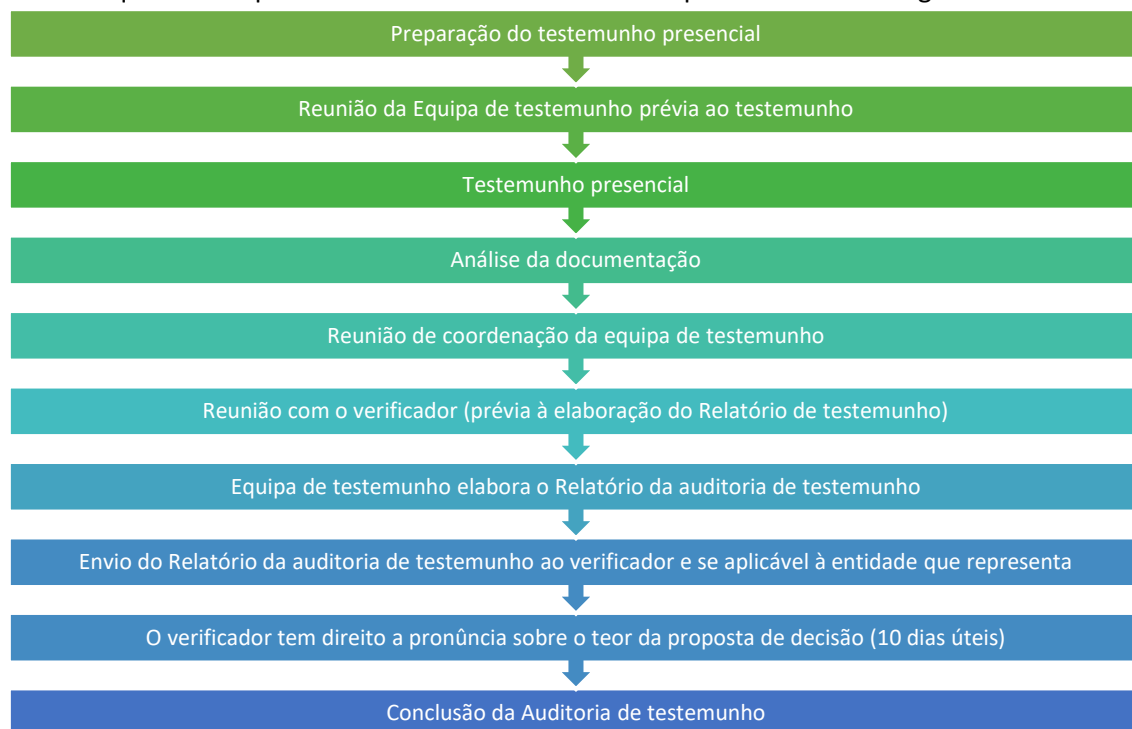 Preparação do testemunho presencial
Reunião da Equipa de testemunho prévia ao testemunho
Testemunho presencial
Análise da documentação
Reunião de coordenação da equipa de testemunho
Reunião com o verificador (prévia à elaboração do Relatório de testemunho)
Equipa de testemunho elabora o Relatório da auditoria de testemunho
Envio do Relatório da auditoria de testemunho ao verificador e se aplicável à entidade que representa
O verificador tem direito a pronúncia sobre o teor da proposta de decisão (10 dias úteis)
Conclusão da Auditoria de testemunho